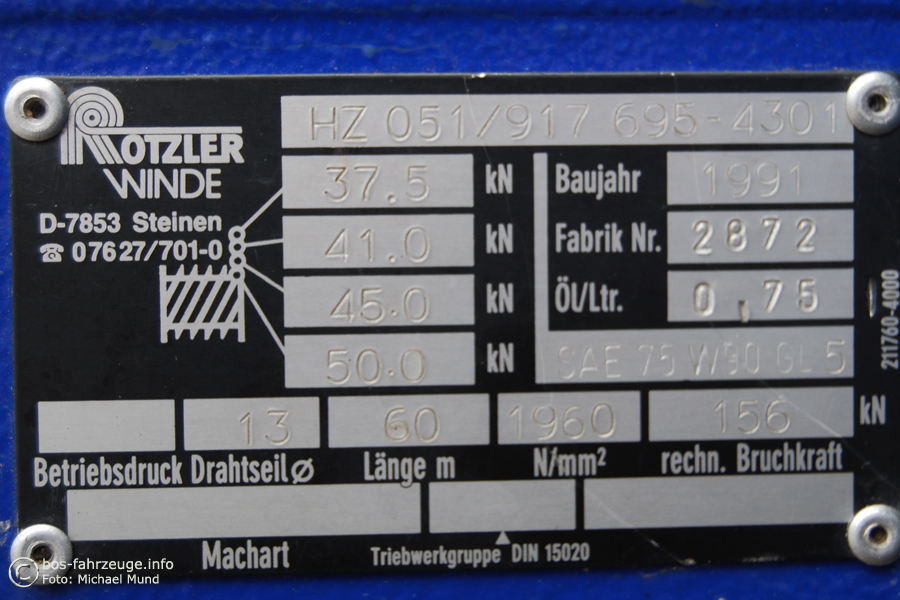 HZ 051/917 695-4301
ROTZLER
WINDE
D-7853 Steinen
☎ 07627/701-0
37.5 kN
41.0 kN
45.0 kN
50.0 kN
Baujahr 1991
Fabrik Nr. 2872
Öl/Ltr. 0,75
SAE 75 W90 GL 5
211760-4000
13 60 1960 156 kN
Betriebsdruck Drahtseil ø Länge m N/mm² rechn. Bruchkraft
Machart Triebwerkgruppe DIN 15020
© bos-fahrzeuge.info
Foto: Michael Mund